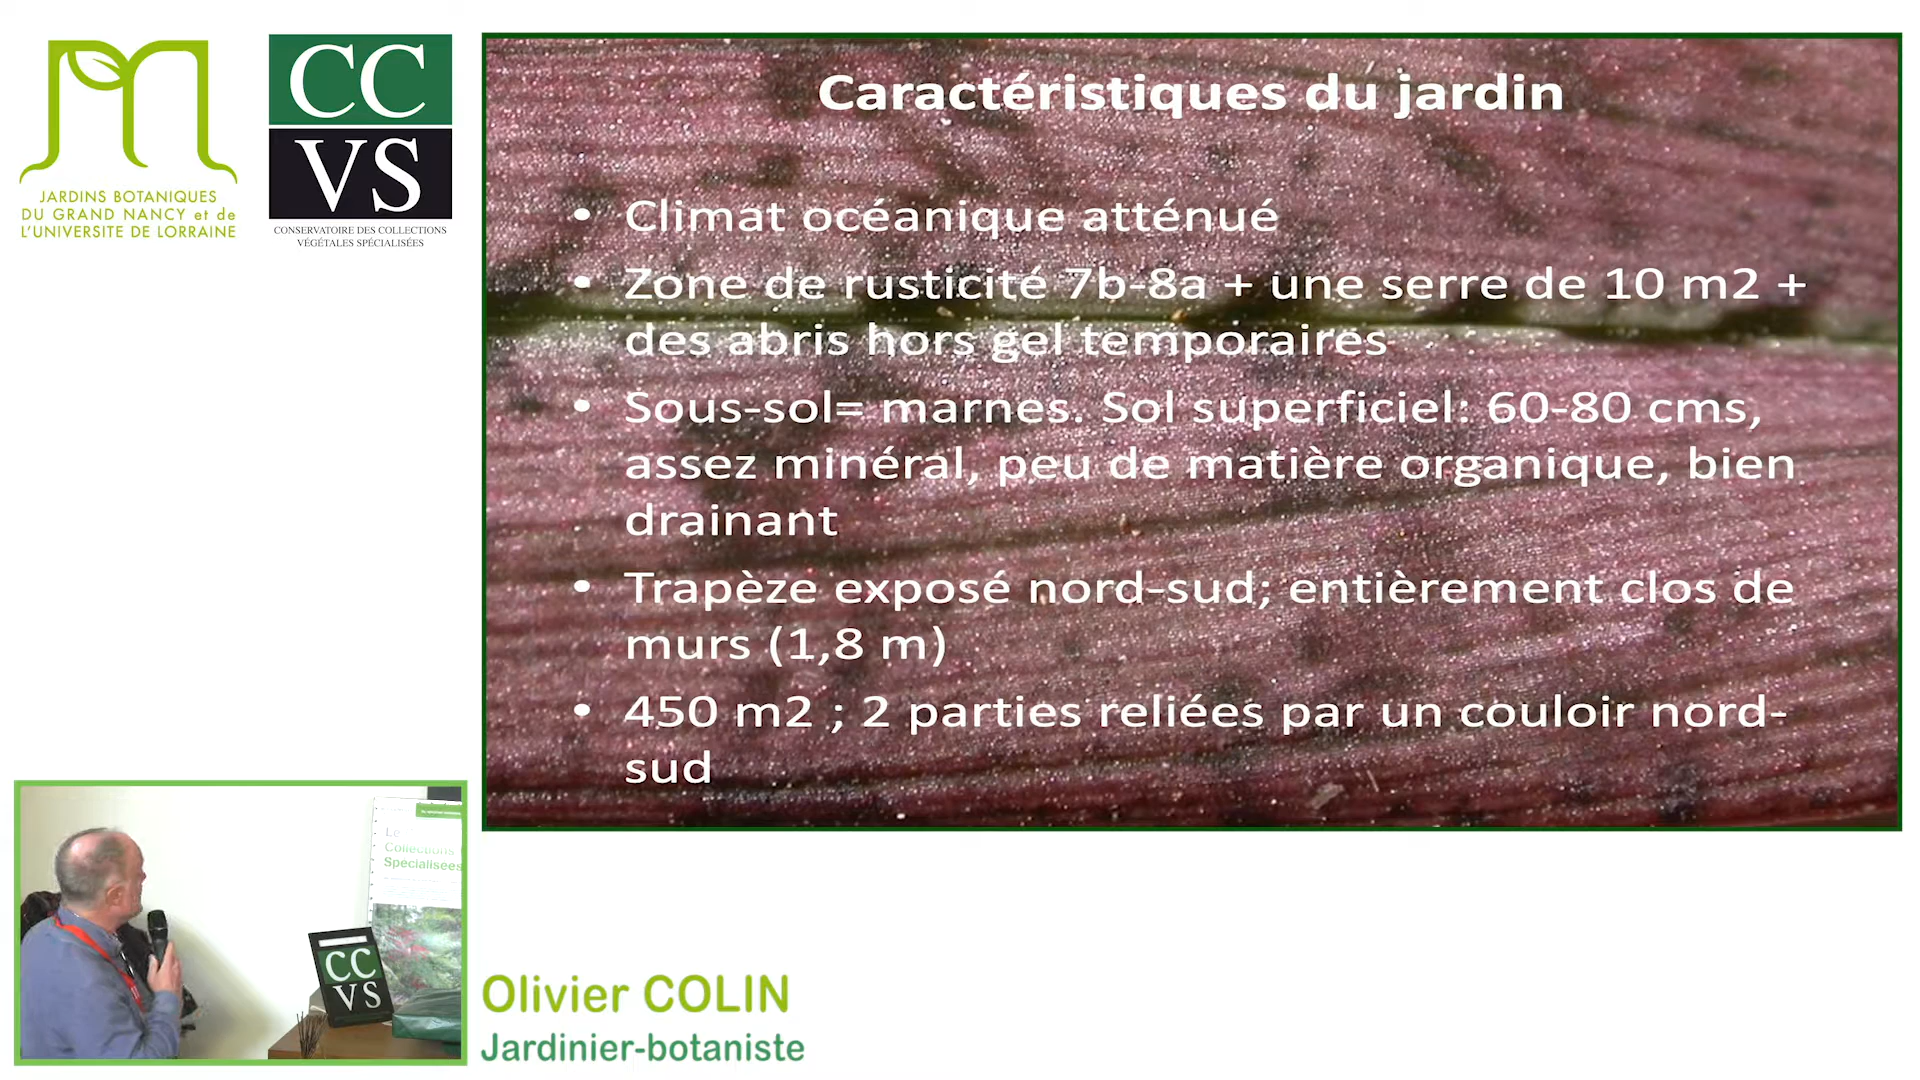 JARDINS BOTANIQUES
DU GRAND NANCY et de
L'UNIVERSITE DE LORRAINE
CC
VS
CONSERVATOIRE DES COLLECTIONS
VÉGÉTALES SPÉCIALISÉES
Caractéristiques du jardin
• Climat océanique atténué
• Zone de rusticité 7b-8a + une serre de 10 m2 +
des abris hors gel temporaires
• Sous-sol= marnes. Sol superficiel: 60-80 cms,
assez minéral, peu de matière organique, bien
drainant
• Trapèze exposé nord-sud; entièrement clos de
murs (1,8 m)
• 450 m2 ; 2 parties reliées par un couloir nord-
sud
Le
Collections
Spécialisées
CC
VS
Olivier COLIN
Jardinier-botaniste